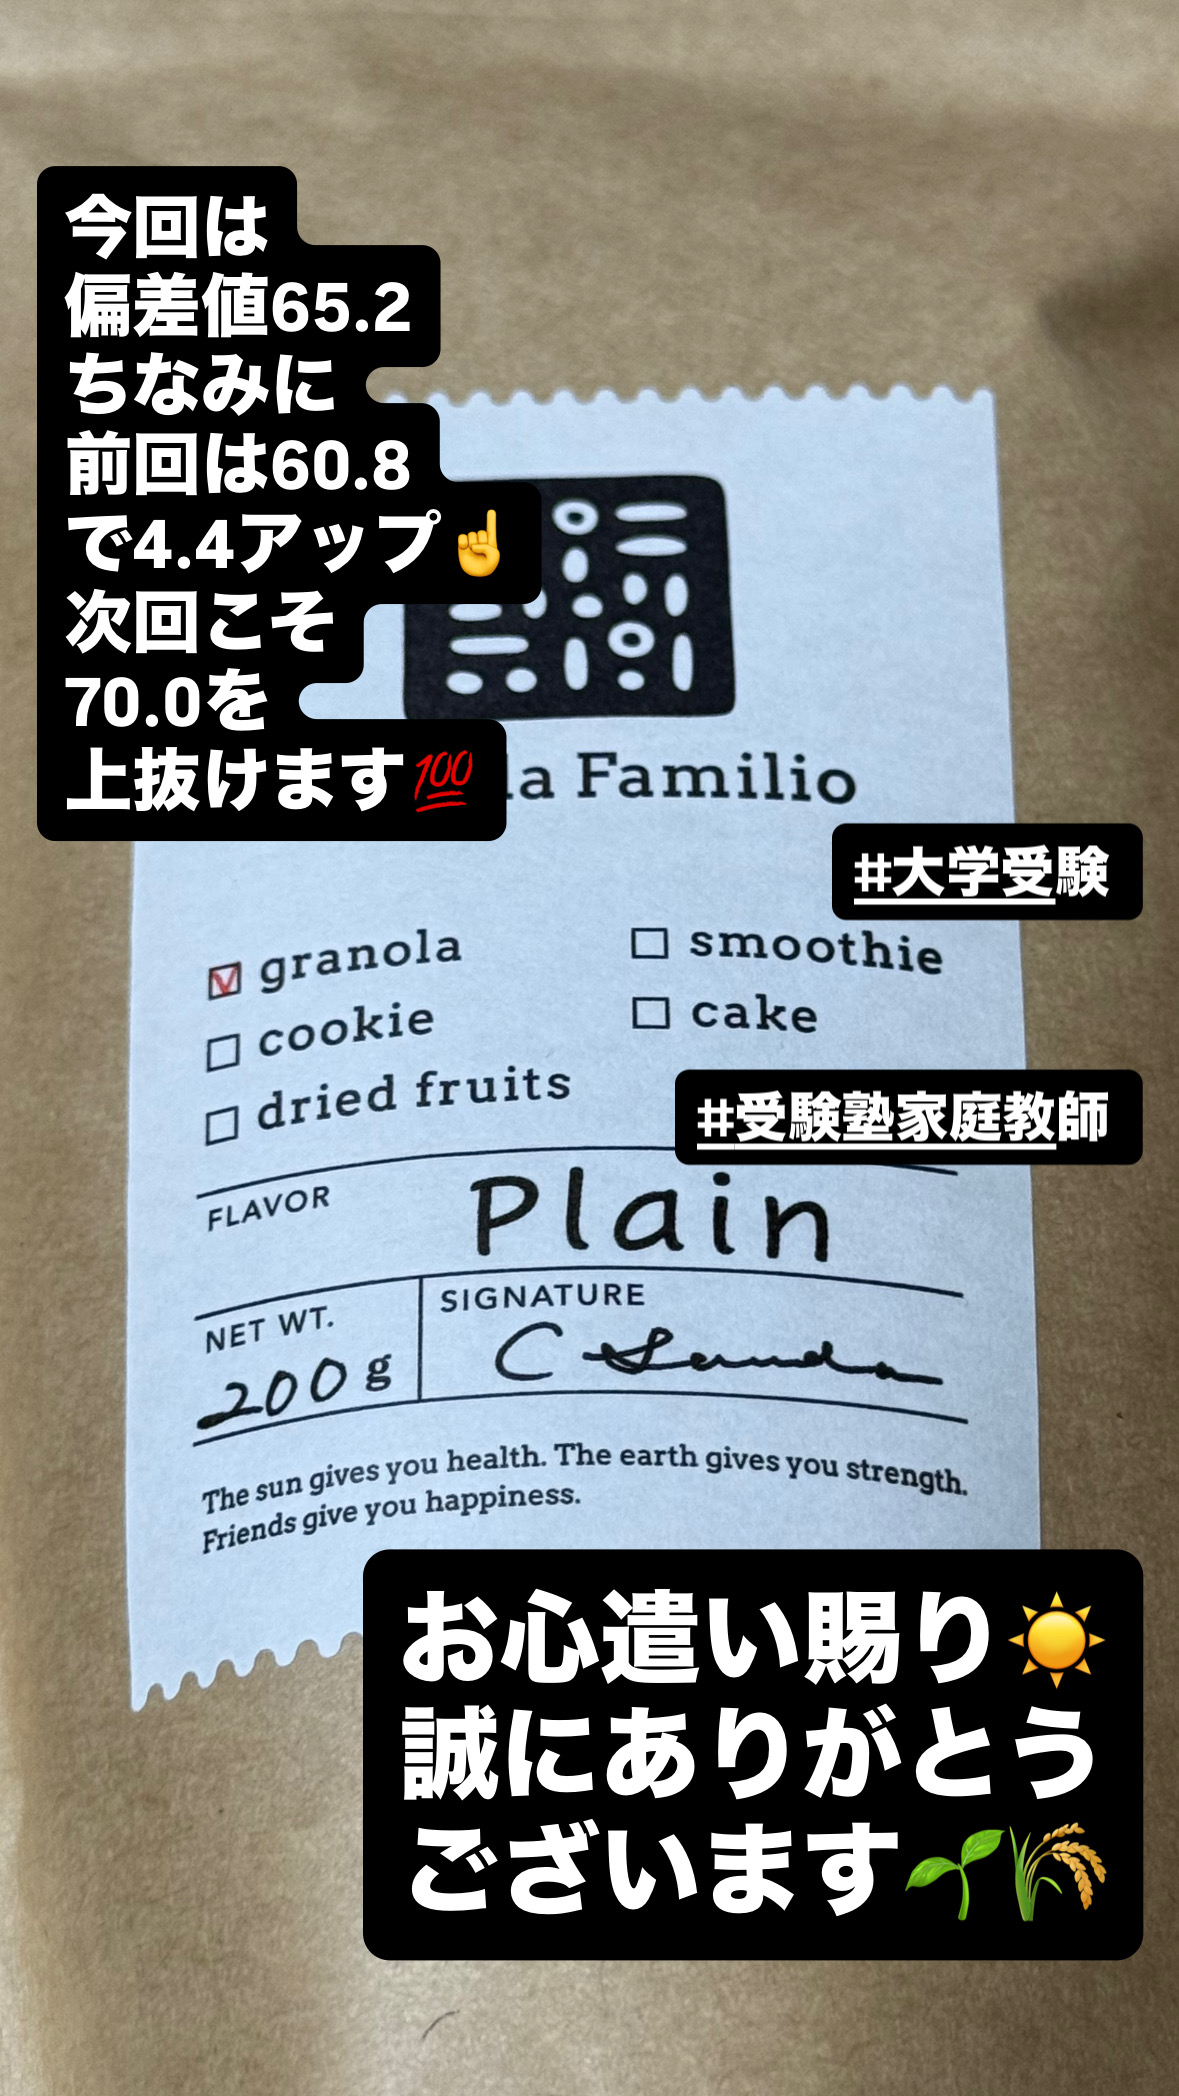 今回は
偏差値65.2
ちなみに
前回は60.8
で4.4アップ☝️
次回こそ
70.0を
上抜けます💯
la Familio
#大学受験
granola
smoothie
cookie
cake
dried fruits
#受験塾家庭教師
FLAVOR Plain
NET WT. 200g
SIGNATURE
The sun gives you health. The earth gives you strength.
Friends give you happiness.
お心遣い賜り☀️
誠にありがとう
ございます🌱🌾